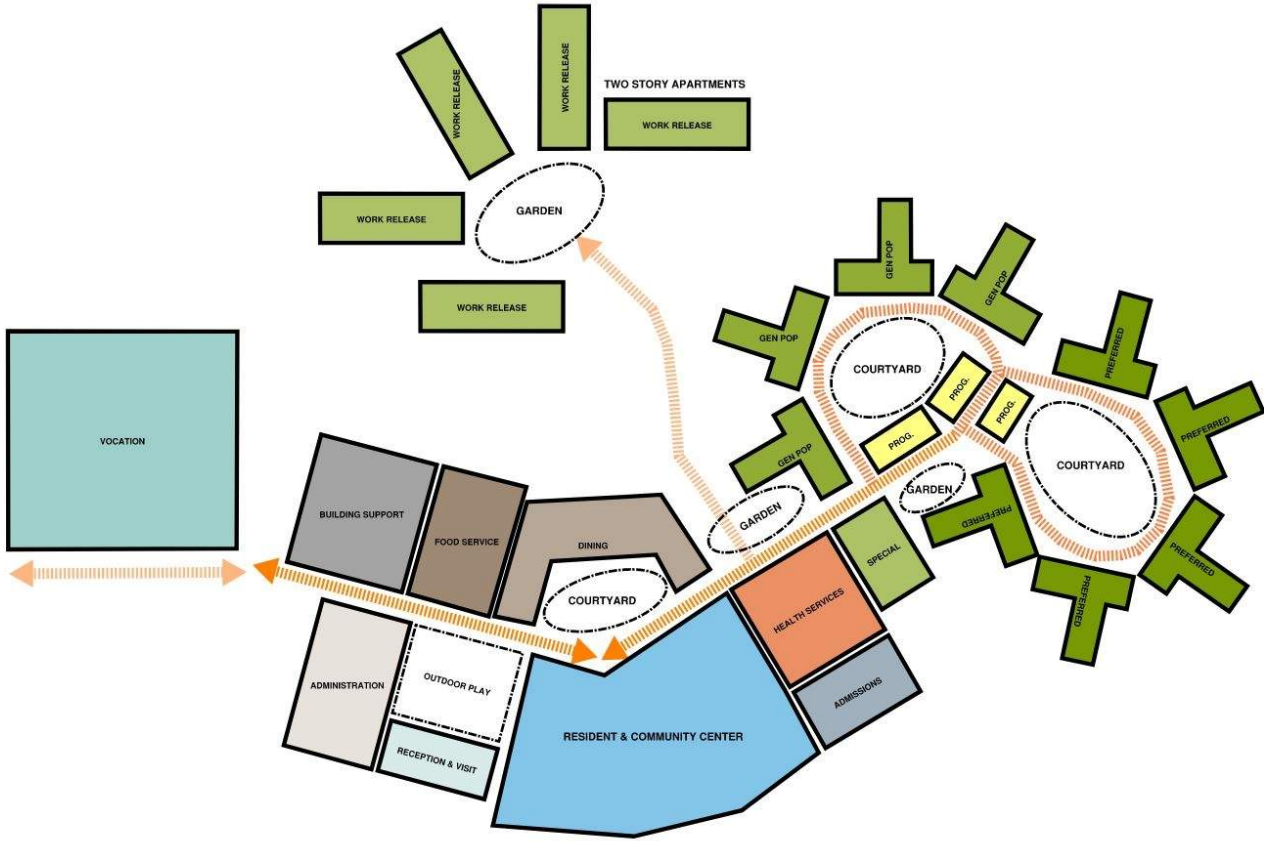 WORK RELEASE
WORK RELEASE
TWO STORY APARTMENTS
WORK RELEASE
WORK RELEASE
GARDEN
WORK RELEASE
GEN POP
GEN POP
GEN POP
GEN POP
COURTYARD
PROG.
PROG.
PROG.
PREFERRED
PREFERRED
COURTYARD
PREFERRED
PREFERRED
PREFERRED
GARDEN
GARDEN
VOCATION
BUILDING SUPPORT
FOOD SERVICE
DINING
COURTYARD
SPECIAL
HEALTH SERVICES
ADMISSIONS
ADMINISTRATION
OUTDOOR PLAY
RECEPTION & VISIT
RESIDENT & COMMUNITY CENTER